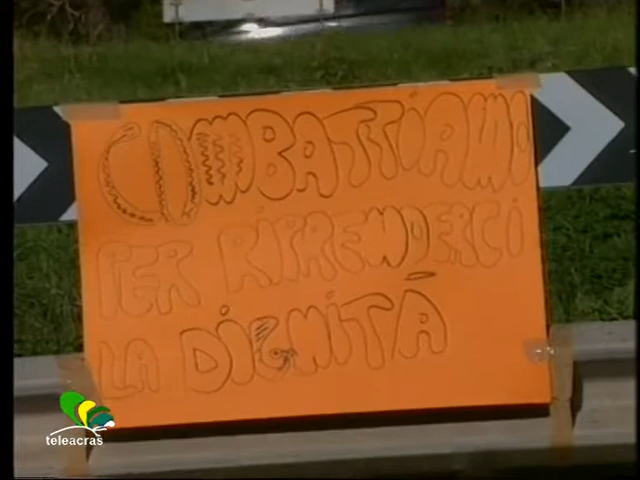 COMBATTIAMO
PER RIPRENDERCI
LA DIGNITÀ
teleacras